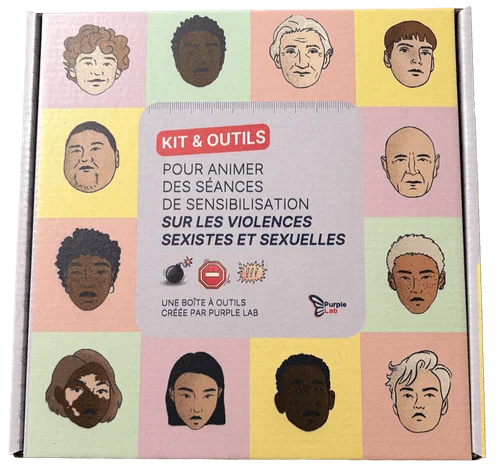 KIT & OUTILS
POUR ANIMER
DES SÉANCES
DE SENSIBILISATION
SUR LES VIOLENCES
SEXISTES ET SEXUELLES
!!!
UNE BOÎTE À OUTILS
CRÉÉE PAR PURPLE LAB
Purple
Lab